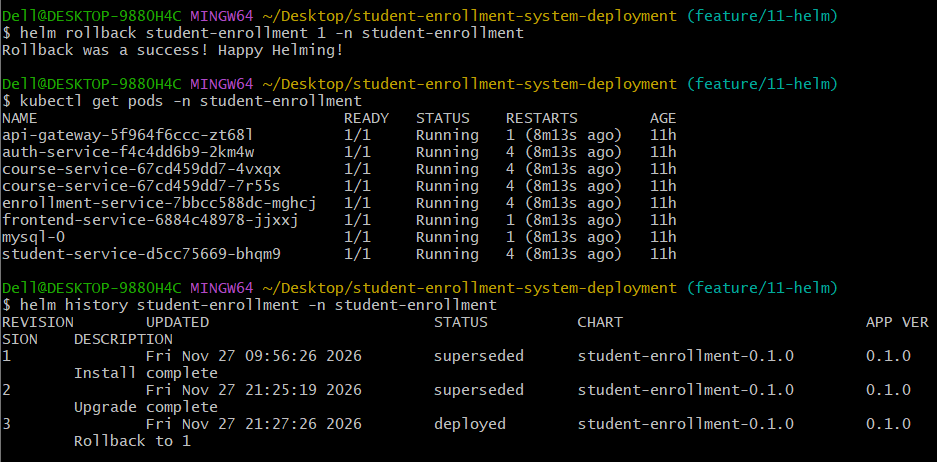 Dell@DESKTOP-9880H4C MINGW64 ~/Desktop/student-enrollment-system-deployment (feature/11-helm)
$ helm rollback student-enrollment 1 -n student-enrollment
Rollback was a success! Happy Helming!
Dell@DESKTOP-9880H4C MINGW64 ~/Desktop/student-enrollment-system-deployment (feature/11-helm)
$ kubectl get pods -n student-enrollment
NAME READY STATUS RESTARTS AGE
api-gateway-5f964f6ccc-zt68l 1/1 Running 1 (8m13s ago) 11h
auth-service-f4c4dd6b9-2km4w 1/1 Running 4 (8m13s ago) 11h
course-service-67cd459dd7-4vxqx 1/1 Running 4 (8m13s ago) 11h
course-service-67cd459dd7-7r55s 1/1 Running 4 (8m13s ago) 11h
enrollment-service-7bbcc588dc-mghcj 1/1 Running 4 (8m13s ago) 11h
frontend-service-6884c48978-jjxxj 1/1 Running 1 (8m13s ago) 11h
mysql-0 1/1 Running 1 (8m13s ago) 11h
student-service-d5cc75669-bhqm9 1/1 Running 4 (8m13s ago) 11h
Dell@DESKTOP-9880H4C MINGW64 ~/Desktop/student-enrollment-system-deployment (feature/11-helm)
$ helm history student-enrollment -n student-enrollment
REVISION UPDATED STATUS CHART APP VER
SION DESCRIPTION
1 Fri Nov 27 09:56:26 2026 superseded student-enrollment-0.1.0 0.1.0
Install complete
2 Fri Nov 27 21:25:19 2026 superseded student-enrollment-0.1.0 0.1.0
Upgrade complete
3 Fri Nov 27 21:27:26 2026 deployed student-enrollment-0.1.0 0.1.0
Rollback to 1